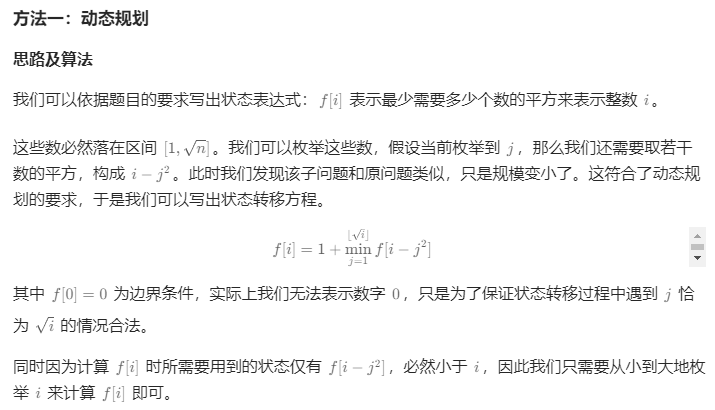 方法一：动态规划
思路及算法
我们可以依据题目的要求写出状态表达式：f[i] 表示最少需要多少个数的平方来表示整数 i。
这些数必然落在区间 [1,√n]。我们可以枚举这些数，假设当前枚举到 j，那么我们还需要取若干
数的平方，构成 i − j²。此时我们发现该子问题和原问题类似，只是规模变小了。这符合了动态规
划的要求，于是我们可以写出状态转移方程。
f[i] = 1 + min_{j=1}^{⌊√i⌋} f[i − j²]
其中 f[0] = 0 为边界条件，实际上我们无法表示数字 0，只是为了保证状态转移过程中遇到 j 恰
为 √i 的情况合法。
同时因为计算 f[i] 时所需要用到的状态仅有 f[i − j²]，必然小于 i，因此我们只需要从小到大地枚
举 i 来计算 f[i] 即可。